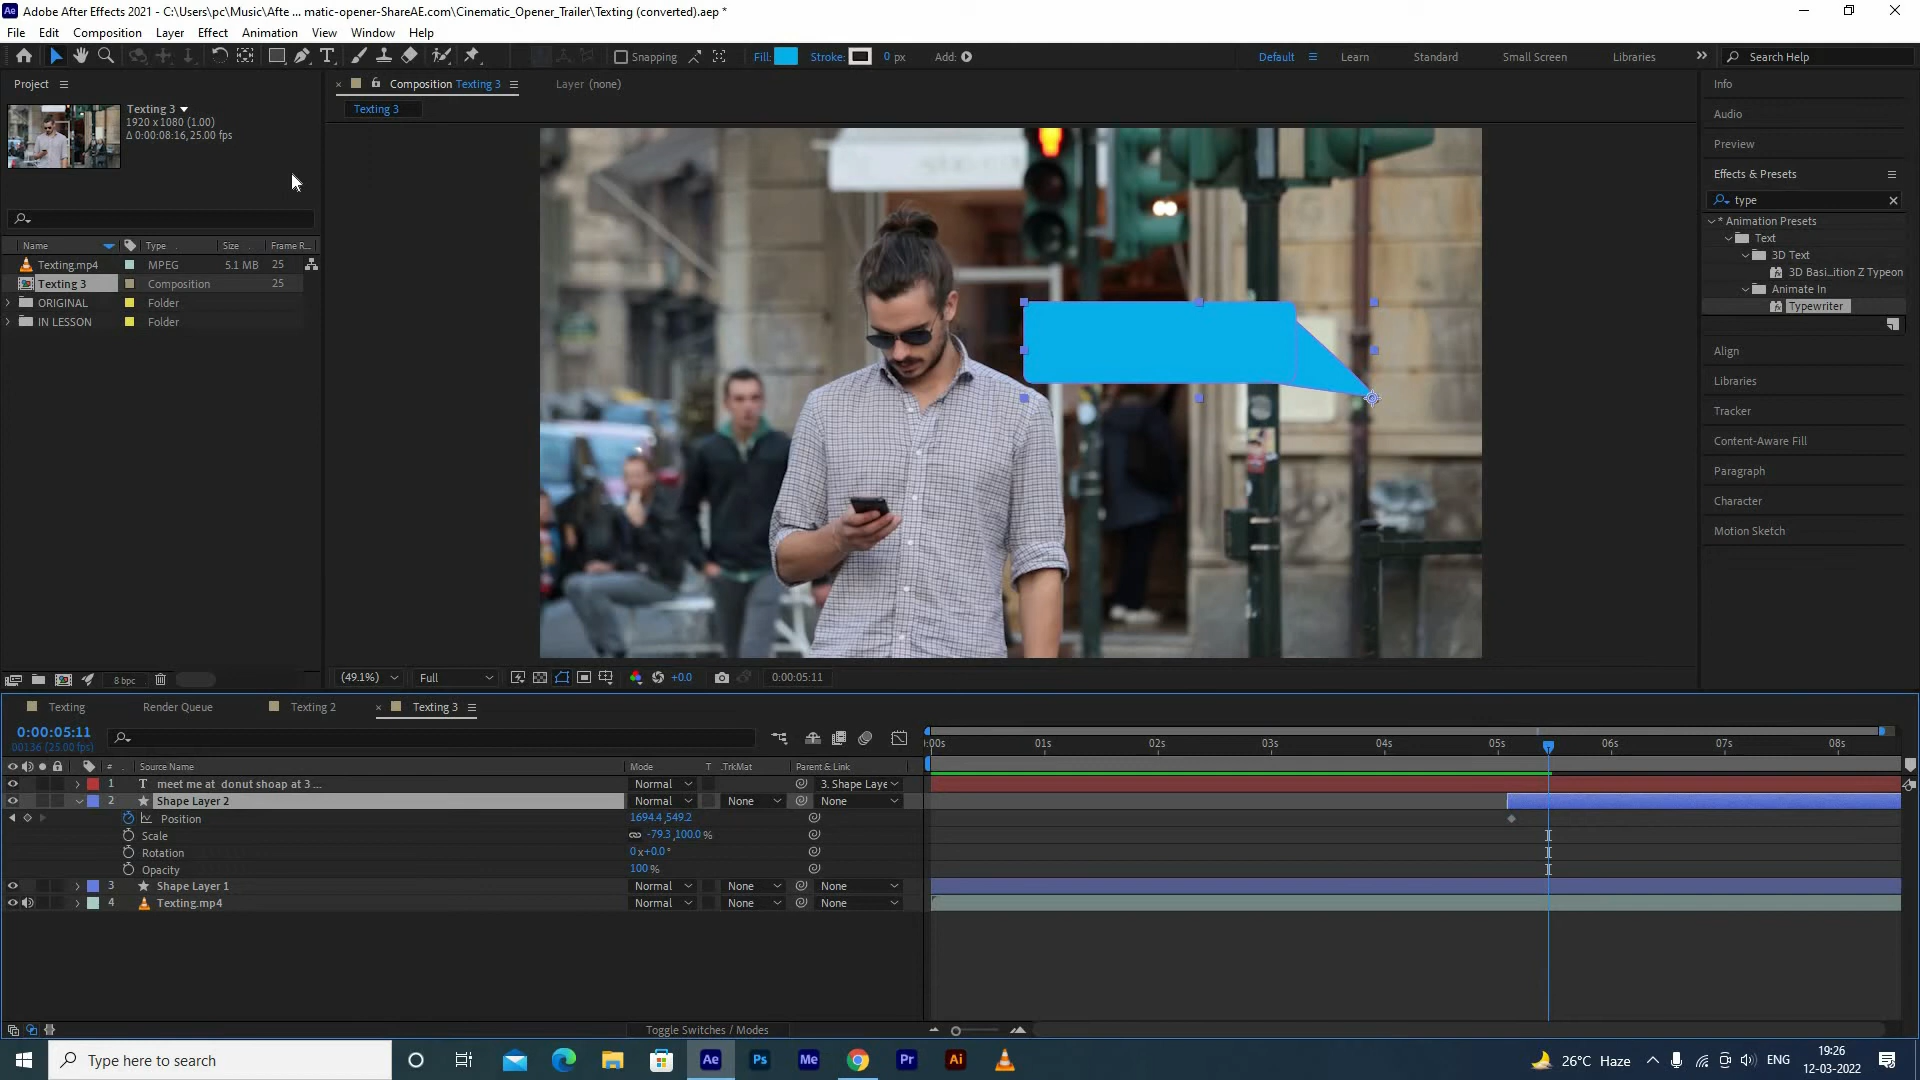 Adobe After Effects 2021 - C:\Users\pc\Music\Afte ... matic-opener-ShareAE.com\Cinematic_Opener_Trailer\Texting (converted).aep *
File Edit Composition Layer Effect Animation View Window Help
Snapping Fill: Stroke: 0 px Add: Default Learn Standard Small Screen Libraries Search Help
Project
Texting 3
1920 x 1080 (1.00)
Δ 0:00:08:16, 25.00 fps
Name Type Size Frame R...
Texting.mp4 MPEG 5.1 MB 25
Texting 3 Composition 25
ORIGINAL Folder
IN LESSON Folder
8 bpc
Composition Texting 3 Layer (none)
Texting 3
(49.1%) Full +0.0 0:00:05:11
Info
Audio
Preview
Effects & Presets
type
* Animation Presets
Text
3D Text
3D Basi...ition Z Typeon
Animate In
Typewriter
Align
Libraries
Tracker
Content-Aware Fill
Paragraph
Character
Motion Sketch
Texting Render Queue Texting 2 Texting 3
0:00:05:11
00136 (25.00 fps)
:00s 01s 02s 03s 04s 05s 06s 07s 08s
# Source Name Mode T .TrkMat Parent & Link
1 T meet me at donut shoap at 3 ... Normal 3. Shape Laye
2 Shape Layer 2 Normal None None
Position 1694.4,549.2
Scale -79.3,100.0 %
Rotation 0x+0.0°
Opacity 100 %
3 Shape Layer 1 Normal None None
4 Texting.mp4 Normal None None
Toggle Switches / Modes
Type here to search
Ae Ps Me Pr Ai
26°C Haze ENG
19:26
12-03-2022